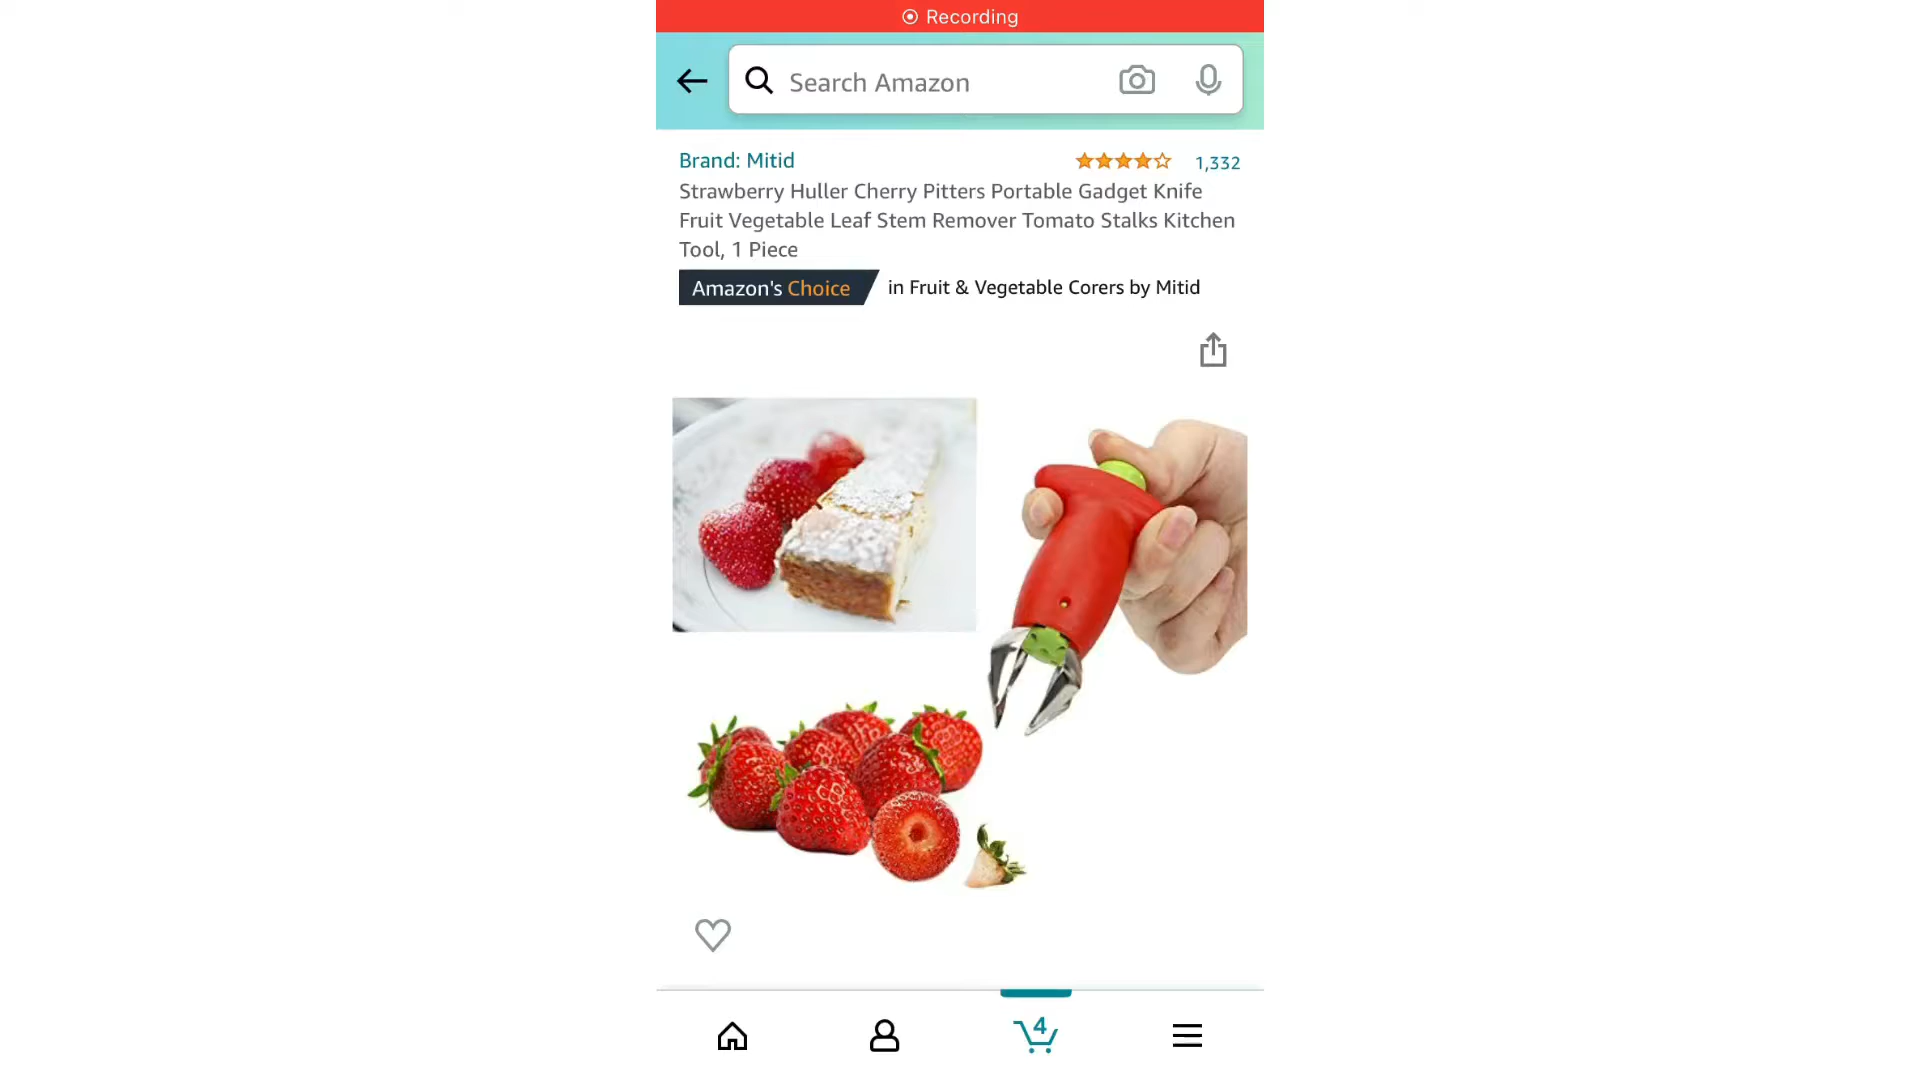 Recording
Search Amazon
Brand: Mitid
1,332
Strawberry Huller Cherry Pitters Portable Gadget Knife
Fruit Vegetable Leaf Stem Remover Tomato Stalks Kitchen
Tool, 1 Piece
Amazon's Choice in Fruit & Vegetable Corers by Mitid
4